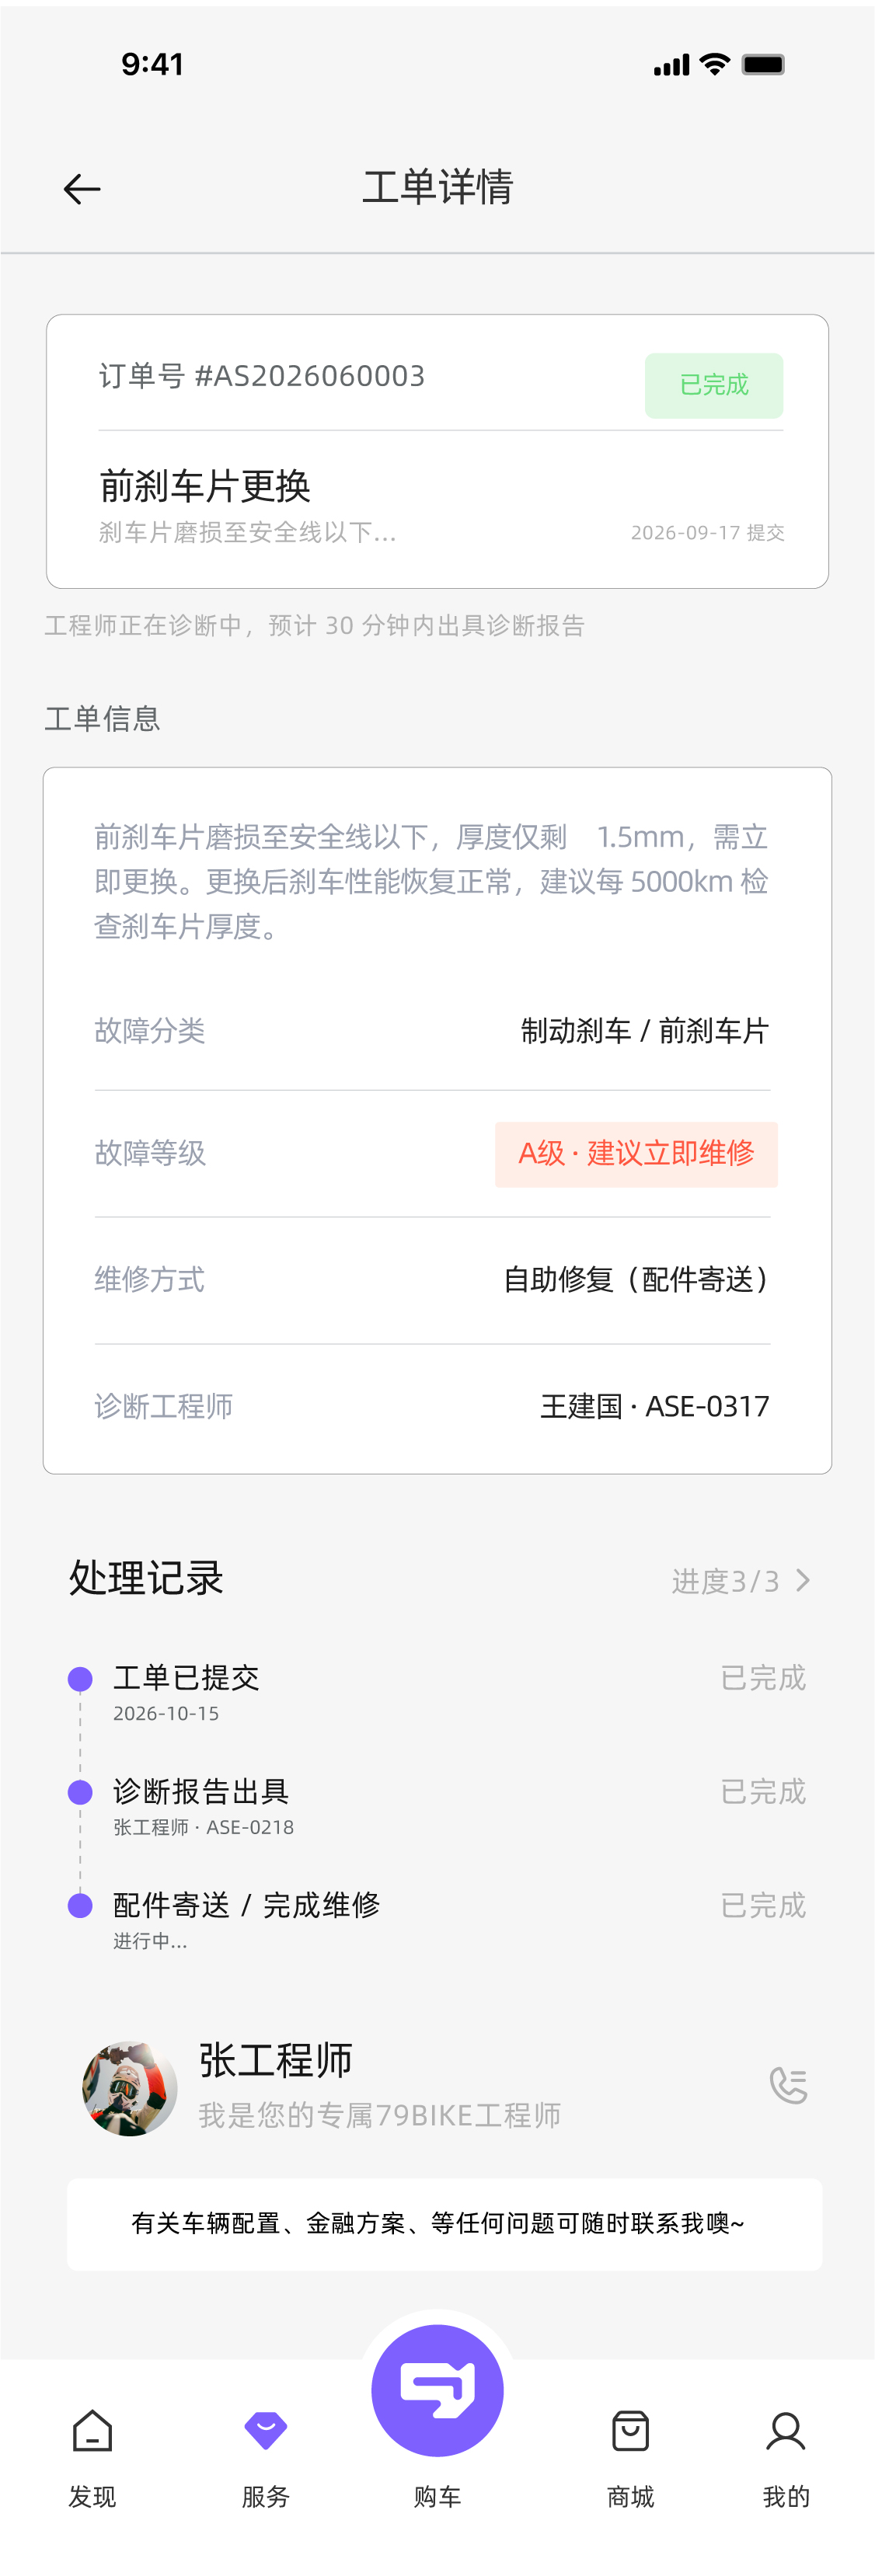 9:41
工单详情
订单号 #AS2026060003
已完成
前刹车片更换
刹车片磨损至安全线以下...
2026-09-17 提交
工程师正在诊断中，预计 30 分钟内出具诊断报告
工单信息
前刹车片磨损至安全线以下，厚度仅剩 1.5mm，需立
即更换。更换后刹车性能恢复正常，建议每 5000km 检
查刹车片厚度。
故障分类
制动刹车 / 前刹车片
故障等级
A级 · 建议立即维修
维修方式
自助修复（配件寄送）
诊断工程师
王建国 · ASE-0317
处理记录
进度3/3
工单已提交
已完成
2026-10-15
诊断报告出具
已完成
张工程师 · ASE-0218
配件寄送 / 完成维修
已完成
进行中...
张工程师
我是您的专属79BIKE工程师
有关车辆配置、金融方案、等任何问题可随时联系我噢~
发现
服务
购车
商城
我的